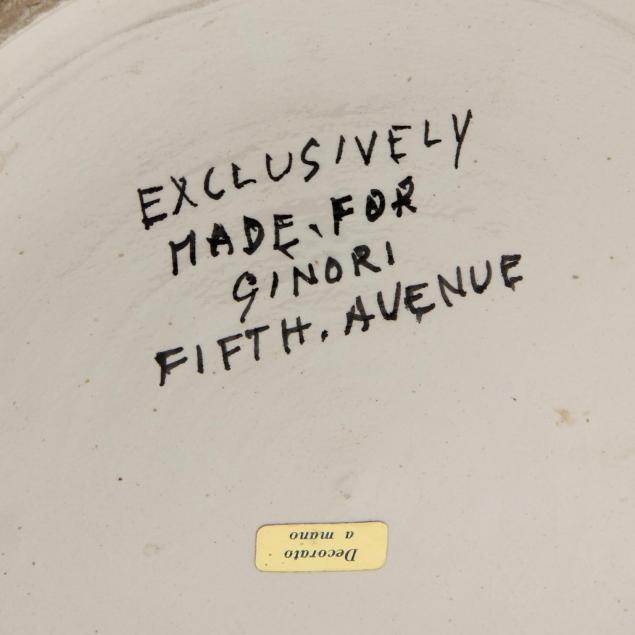 EXCLUSIVELY
MADE, FOR
GINORI
FIFTH. AVENUE
Decorato
a mano